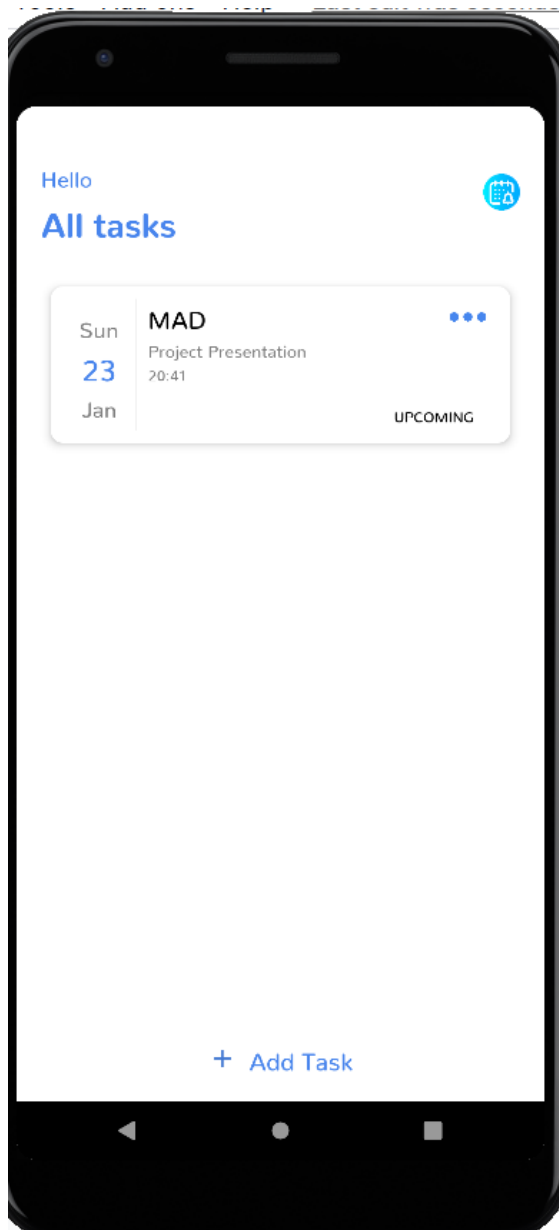 Hello
All tasks
Sun
23
Jan
MAD
Project Presentation
20:41
UPCOMING
+ Add Task